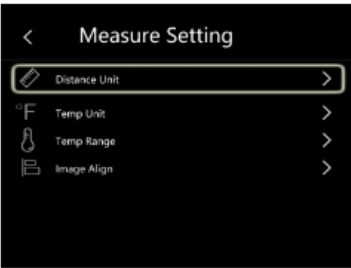 Measure Setting
Distance Unit
°F Temp Unit
Temp Range
Image Align